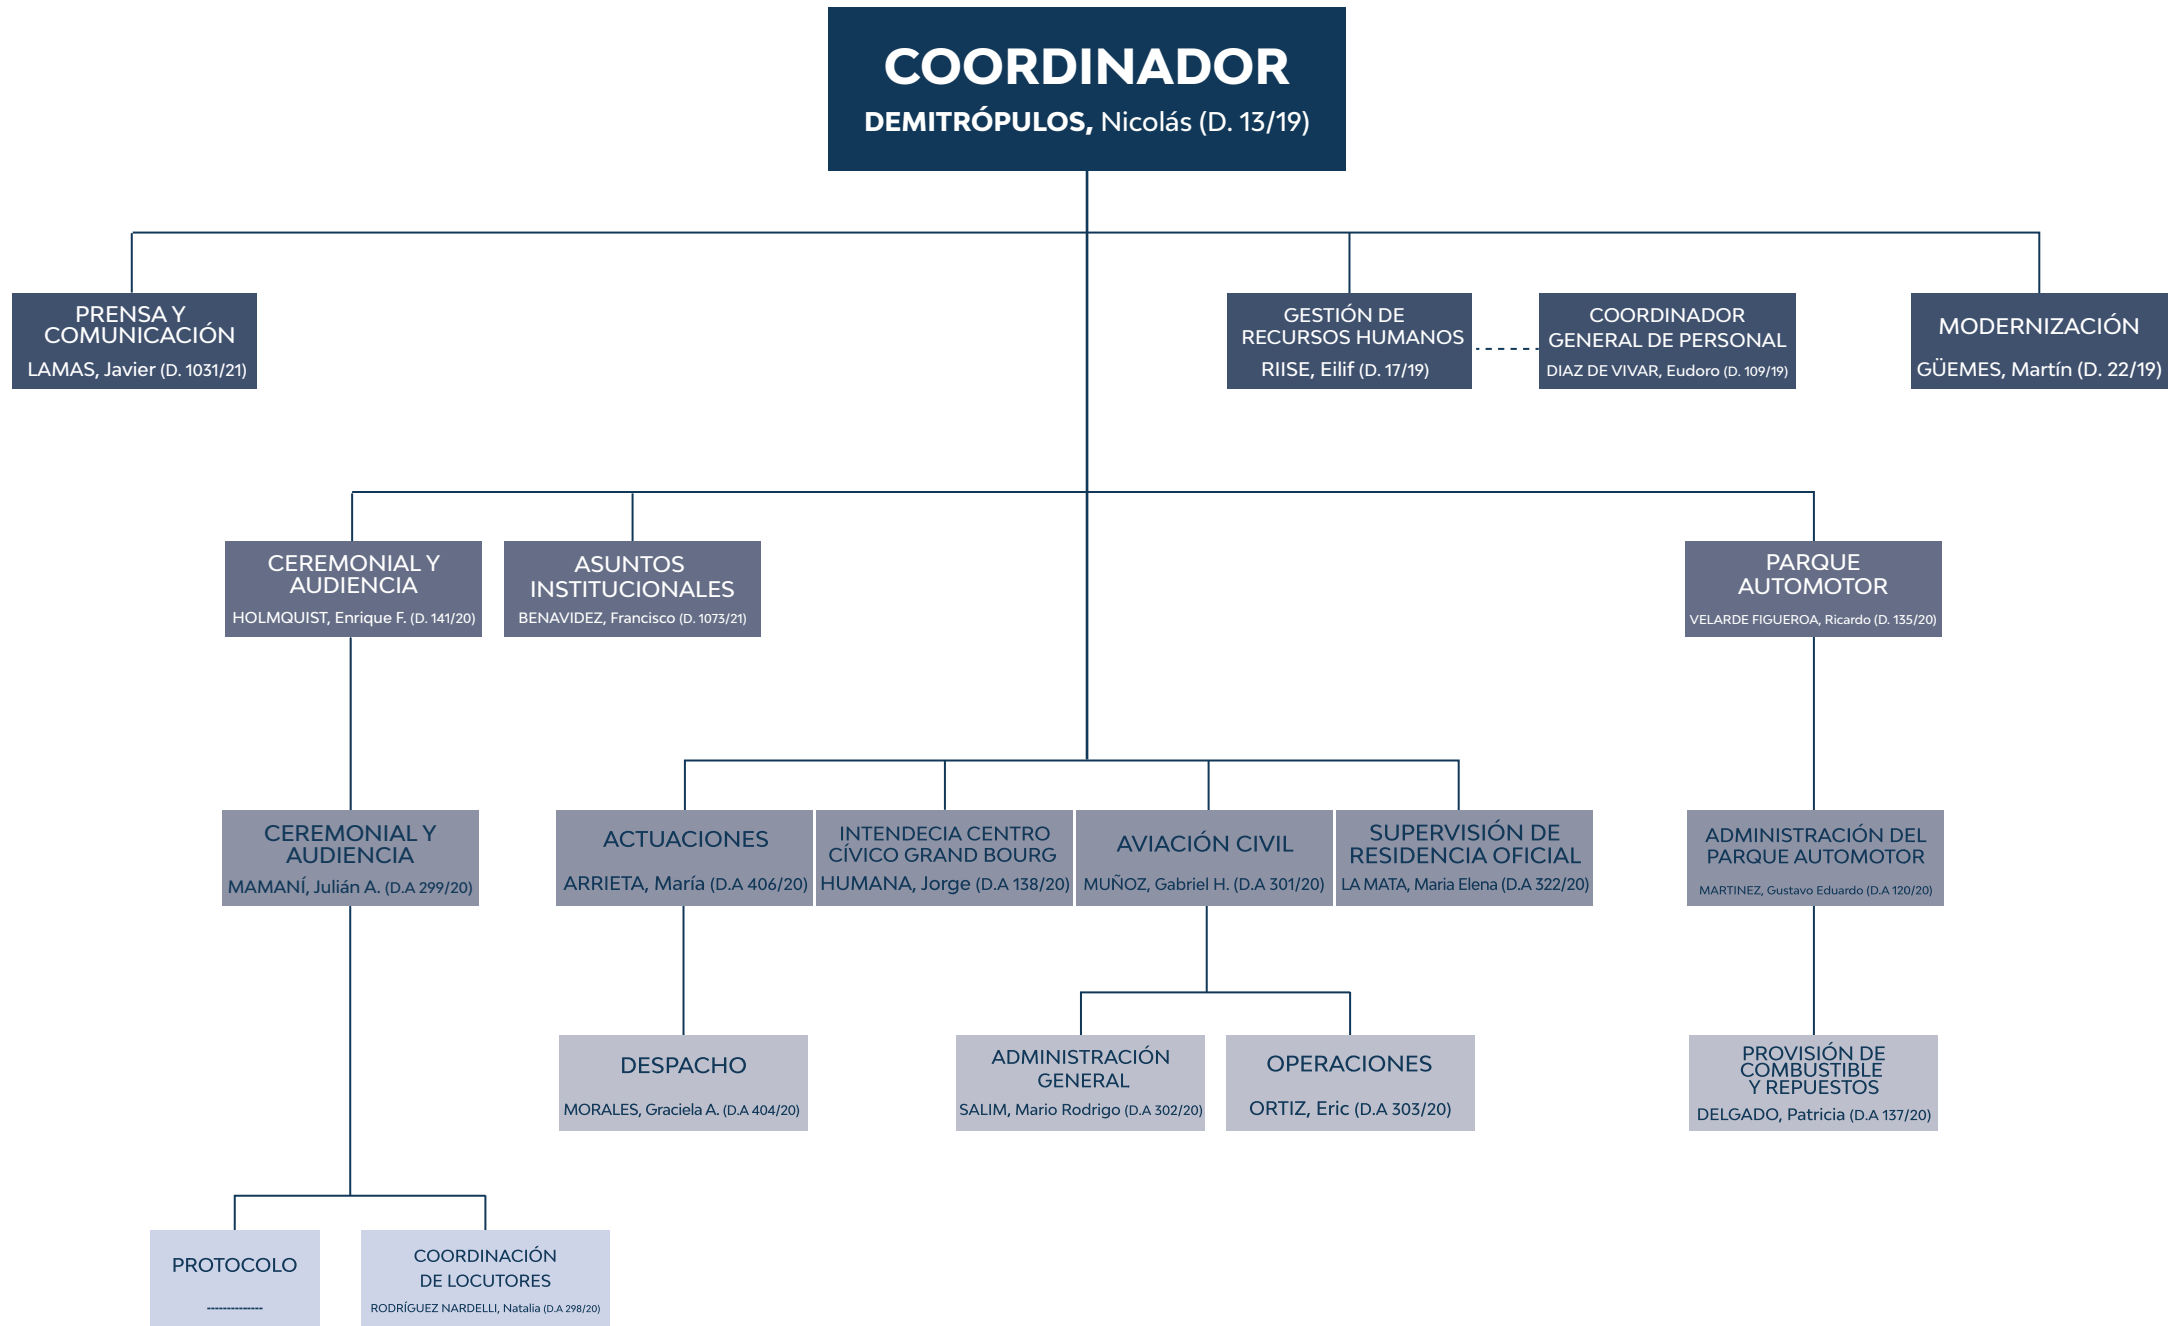 COORDINADOR
DEMITRÓPULOS, Nicolás (D. 13/19)
PRENSA Y
COMUNICACIÓN
LAMAS, Javier (D. 1031/21)
GESTIÓN DE
RECURSOS HUMANOS
RIISE, Eilif (D. 17/19)
COORDINADOR
GENERAL DE PERSONAL
DIAZ DE VIVAR, Eudoro (D. 109/19)
MODERNIZACIÓN
GÜEMES, Martín (D. 22/19)
CEREMONIAL Y
AUDIENCIA
HOLMQUIST, Enrique F. (D. 141/20)
ASUNTOS
INSTITUCIONALES
BENAVIDEZ, Francisco (D. 1073/21)
PARQUE
AUTOMOTOR
VELARDE FIGUEROA, Ricardo (D. 135/20)
CEREMONIAL Y
AUDIENCIA
MAMANÍ, Julián A. (D.A 299/20)
ACTUACIONES
ARRIETA, María (D.A 406/20)
INTENDECIA CENTRO
CÍVICO GRAND BOURG
HUMANA, Jorge (D.A 138/20)
AVIACIÓN CIVIL
MUÑOZ, Gabriel H. (D.A 301/20)
SUPERVISIÓN DE
RESIDENCIA OFICIAL
LA MATA, Maria Elena (D.A 322/20)
ADMINISTRACIÓN DEL
PARQUE AUTOMOTOR
MARTINEZ, Gustavo Eduardo (D.A 120/20)
DESPACHO
MORALES, Graciela A. (D.A 404/20)
ADMINISTRACIÓN
GENERAL
SALIM, Mario Rodrigo (D.A 302/20)
OPERACIONES
ORTIZ, Eric (D.A 303/20)
PROVISIÓN DE
COMBUSTIBLE
Y REPUESTOS
DELGADO, Patricia (D.A 137/20)
PROTOCOLO
--------------
COORDINACIÓN
DE LOCUTORES
RODRÍGUEZ NARDELLI, Natalia (D.A 298/20)